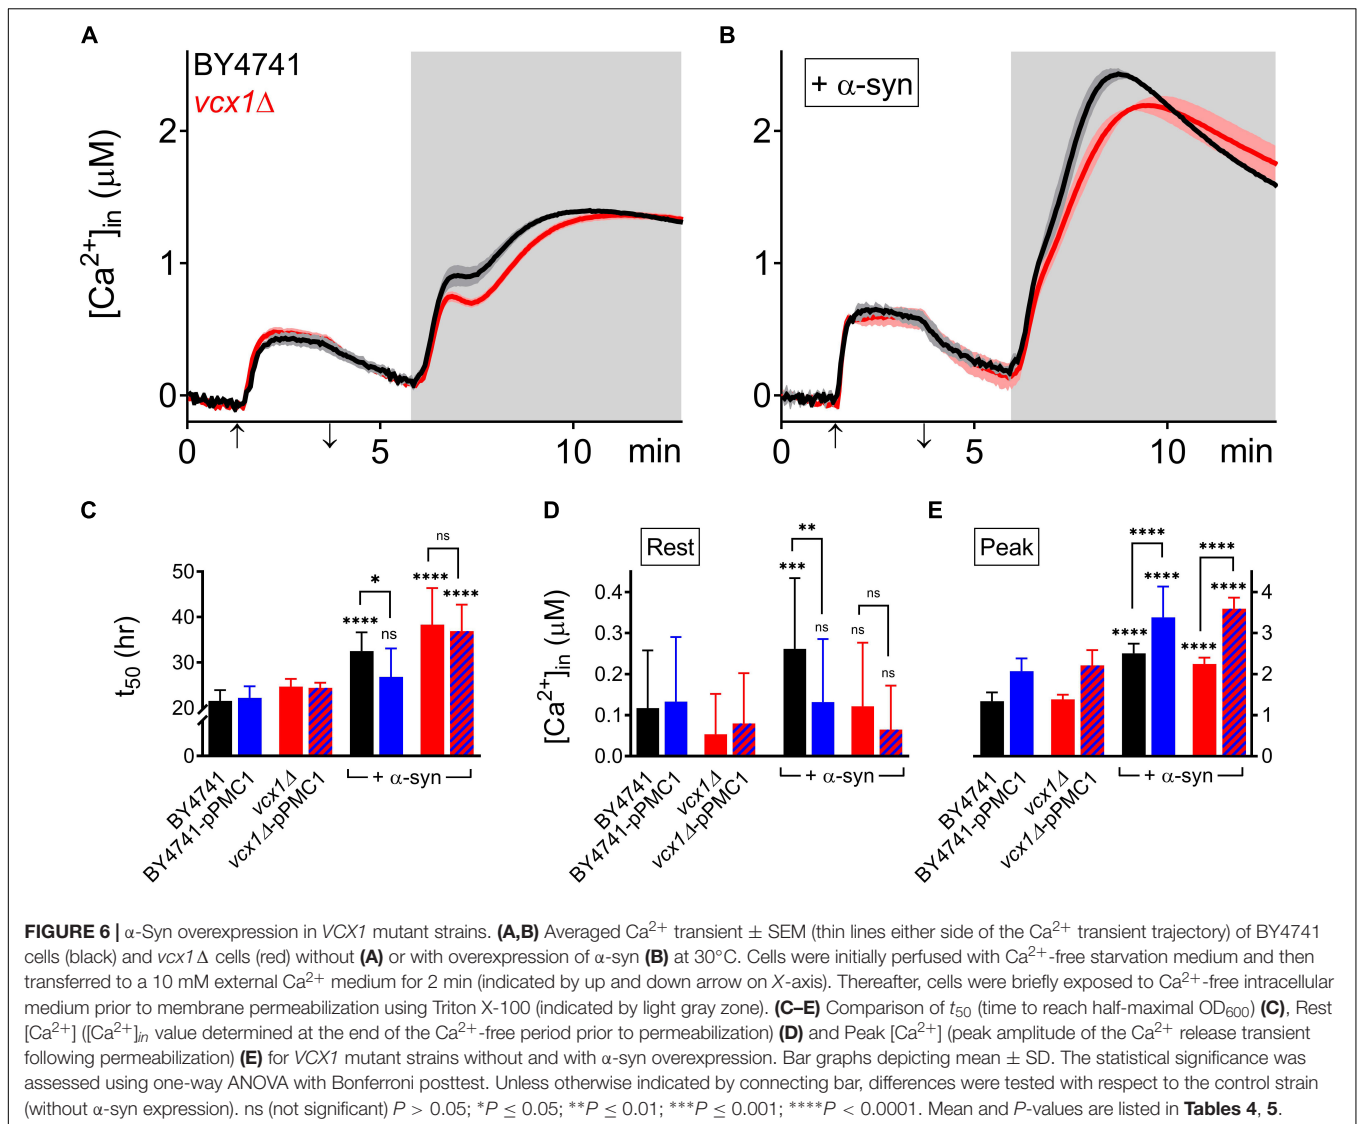 A
BY4741
vcx1Δ
[Ca2+]in (μM)
2
1
0
0
↑
↓
5
10
min
B
+ α-syn
2
1
0
0
↑
↓
5
10
min
C
t50 (hr)
50
40
30
20
0
****
*
ns
****
ns
****
BY4741
BY4741-pPMC1
vcx1Δ
vcx1Δ-pPMC1
+ α-syn
D
Rest
[Ca2+]in (μM)
0.4
0.3
0.2
0.1
0.0
***
**
ns
ns
ns
ns
BY4741
BY4741-pPMC1
vcx1Δ
vcx1Δ-pPMC1
+ α-syn
E
Peak
****
****
****
****
****
****
4
3
2
1
0
BY4741
BY4741-pPMC1
vcx1Δ
vcx1Δ-pPMC1
+ α-syn
FIGURE 6 | α-Syn overexpression in VCX1 mutant strains. (A,B) Averaged Ca2+ transient ± SEM (thin lines either side of the Ca2+ transient trajectory) of BY4741
cells (black) and vcx1Δ cells (red) without (A) or with overexpression of α-syn (B) at 30°C. Cells were initially perfused with Ca2+-free starvation medium and then
transferred to a 10 mM external Ca2+ medium for 2 min (indicated by up and down arrow on X-axis). Thereafter, cells were briefly exposed to Ca2+-free intracellular
medium prior to membrane permeabilization using Triton X-100 (indicated by light gray zone). (C–E) Comparison of t50 (time to reach half-maximal OD600) (C), Rest
[Ca2+] ([Ca2+]in value determined at the end of the Ca2+-free period prior to permeabilization) (D) and Peak [Ca2+] (peak amplitude of the Ca2+ release transient
following permeabilization) (E) for VCX1 mutant strains without and with α-syn overexpression. Bar graphs depicting mean ± SD. The statistical significance was
assessed using one-way ANOVA with Bonferroni posttest. Unless otherwise indicated by connecting bar, differences were tested with respect to the control strain
(without α-syn expression). ns (not significant) P > 0.05; *P ≤ 0.05; **P ≤ 0.01; ***P ≤ 0.001; ****P < 0.0001. Mean and P-values are listed in Tables 4, 5.